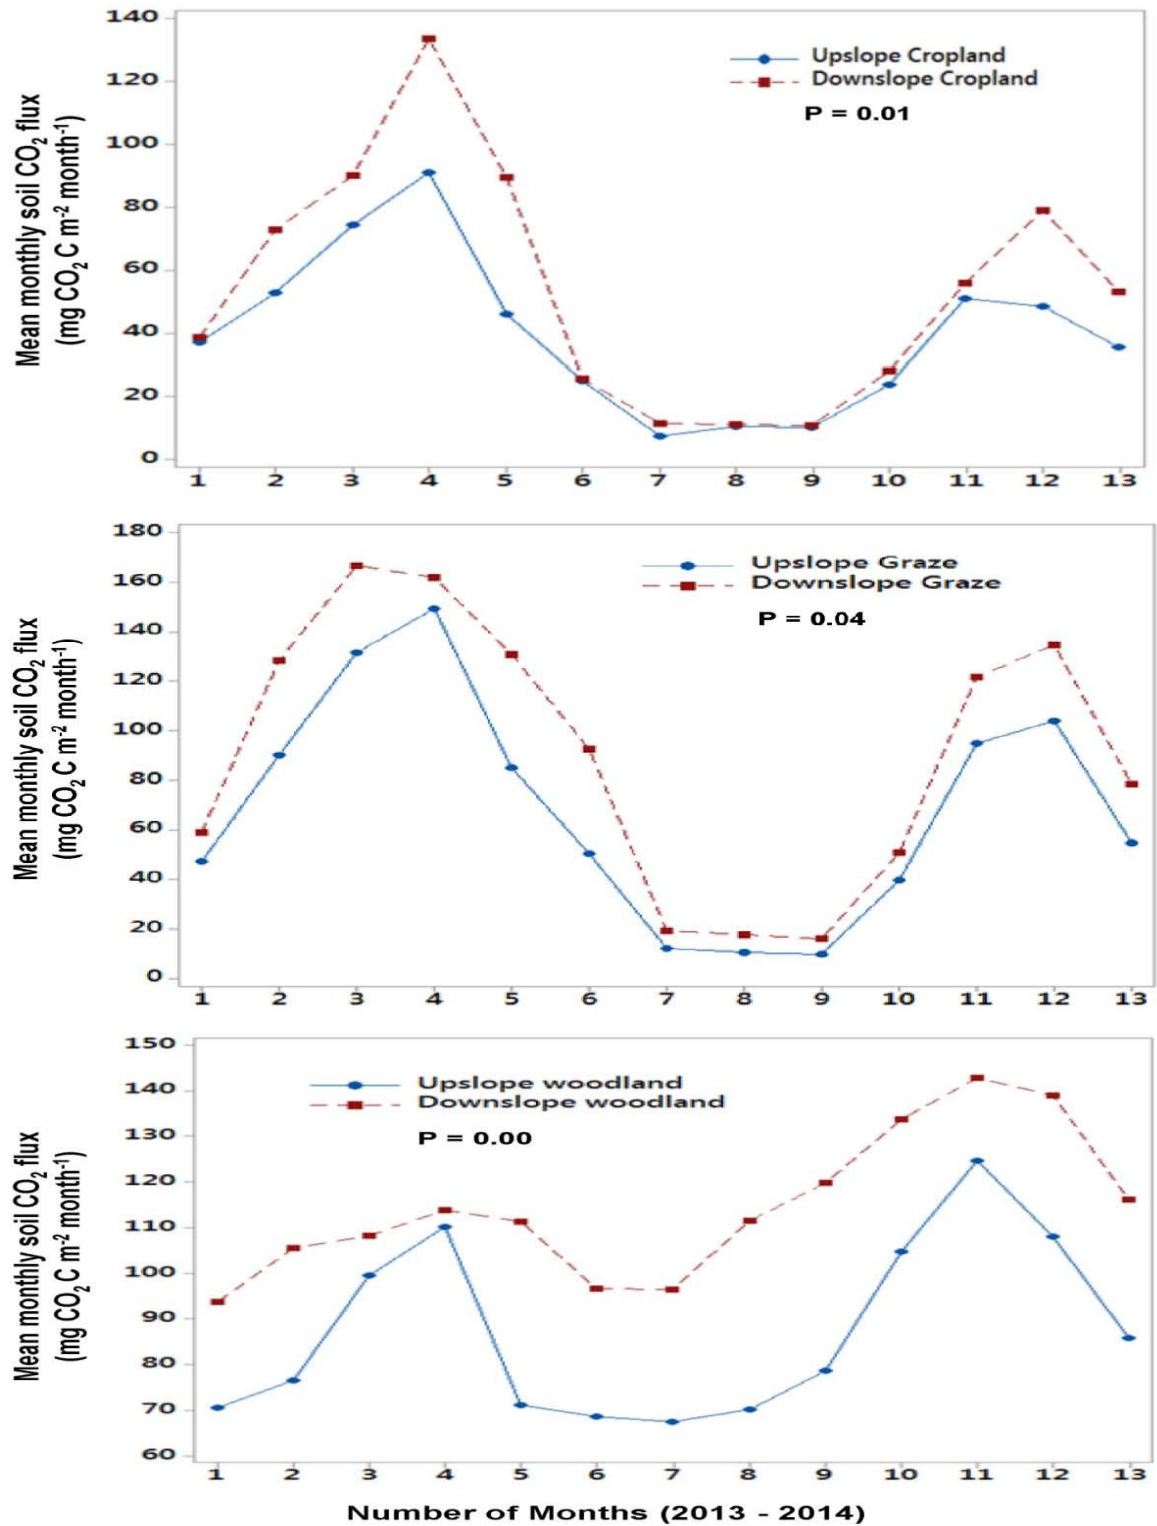 Mean monthly soil CO2 flux
(mg CO2 C m-2 month-1)
140
120
100
80
60
40
20
0
Upslope Cropland
Downslope Cropland
P = 0.01
1 2 3 4 5 6 7 8 9 10 11 12 13
Mean monthly soil CO2 flux
(mg CO2 C m-2 month-1)
180
160
140
120
100
80
60
40
20
0
Upslope Graze
Downslope Graze
P = 0.04
1 2 3 4 5 6 7 8 9 10 11 12 13
Mean monthly soil CO2 flux
(mg CO2 C m-2 month-1)
150
140
130
120
110
100
90
80
70
60
Upslope woodland
Downslope woodland
P = 0.00
1 2 3 4 5 6 7 8 9 10 11 12 13
Number of Months (2013 - 2014)